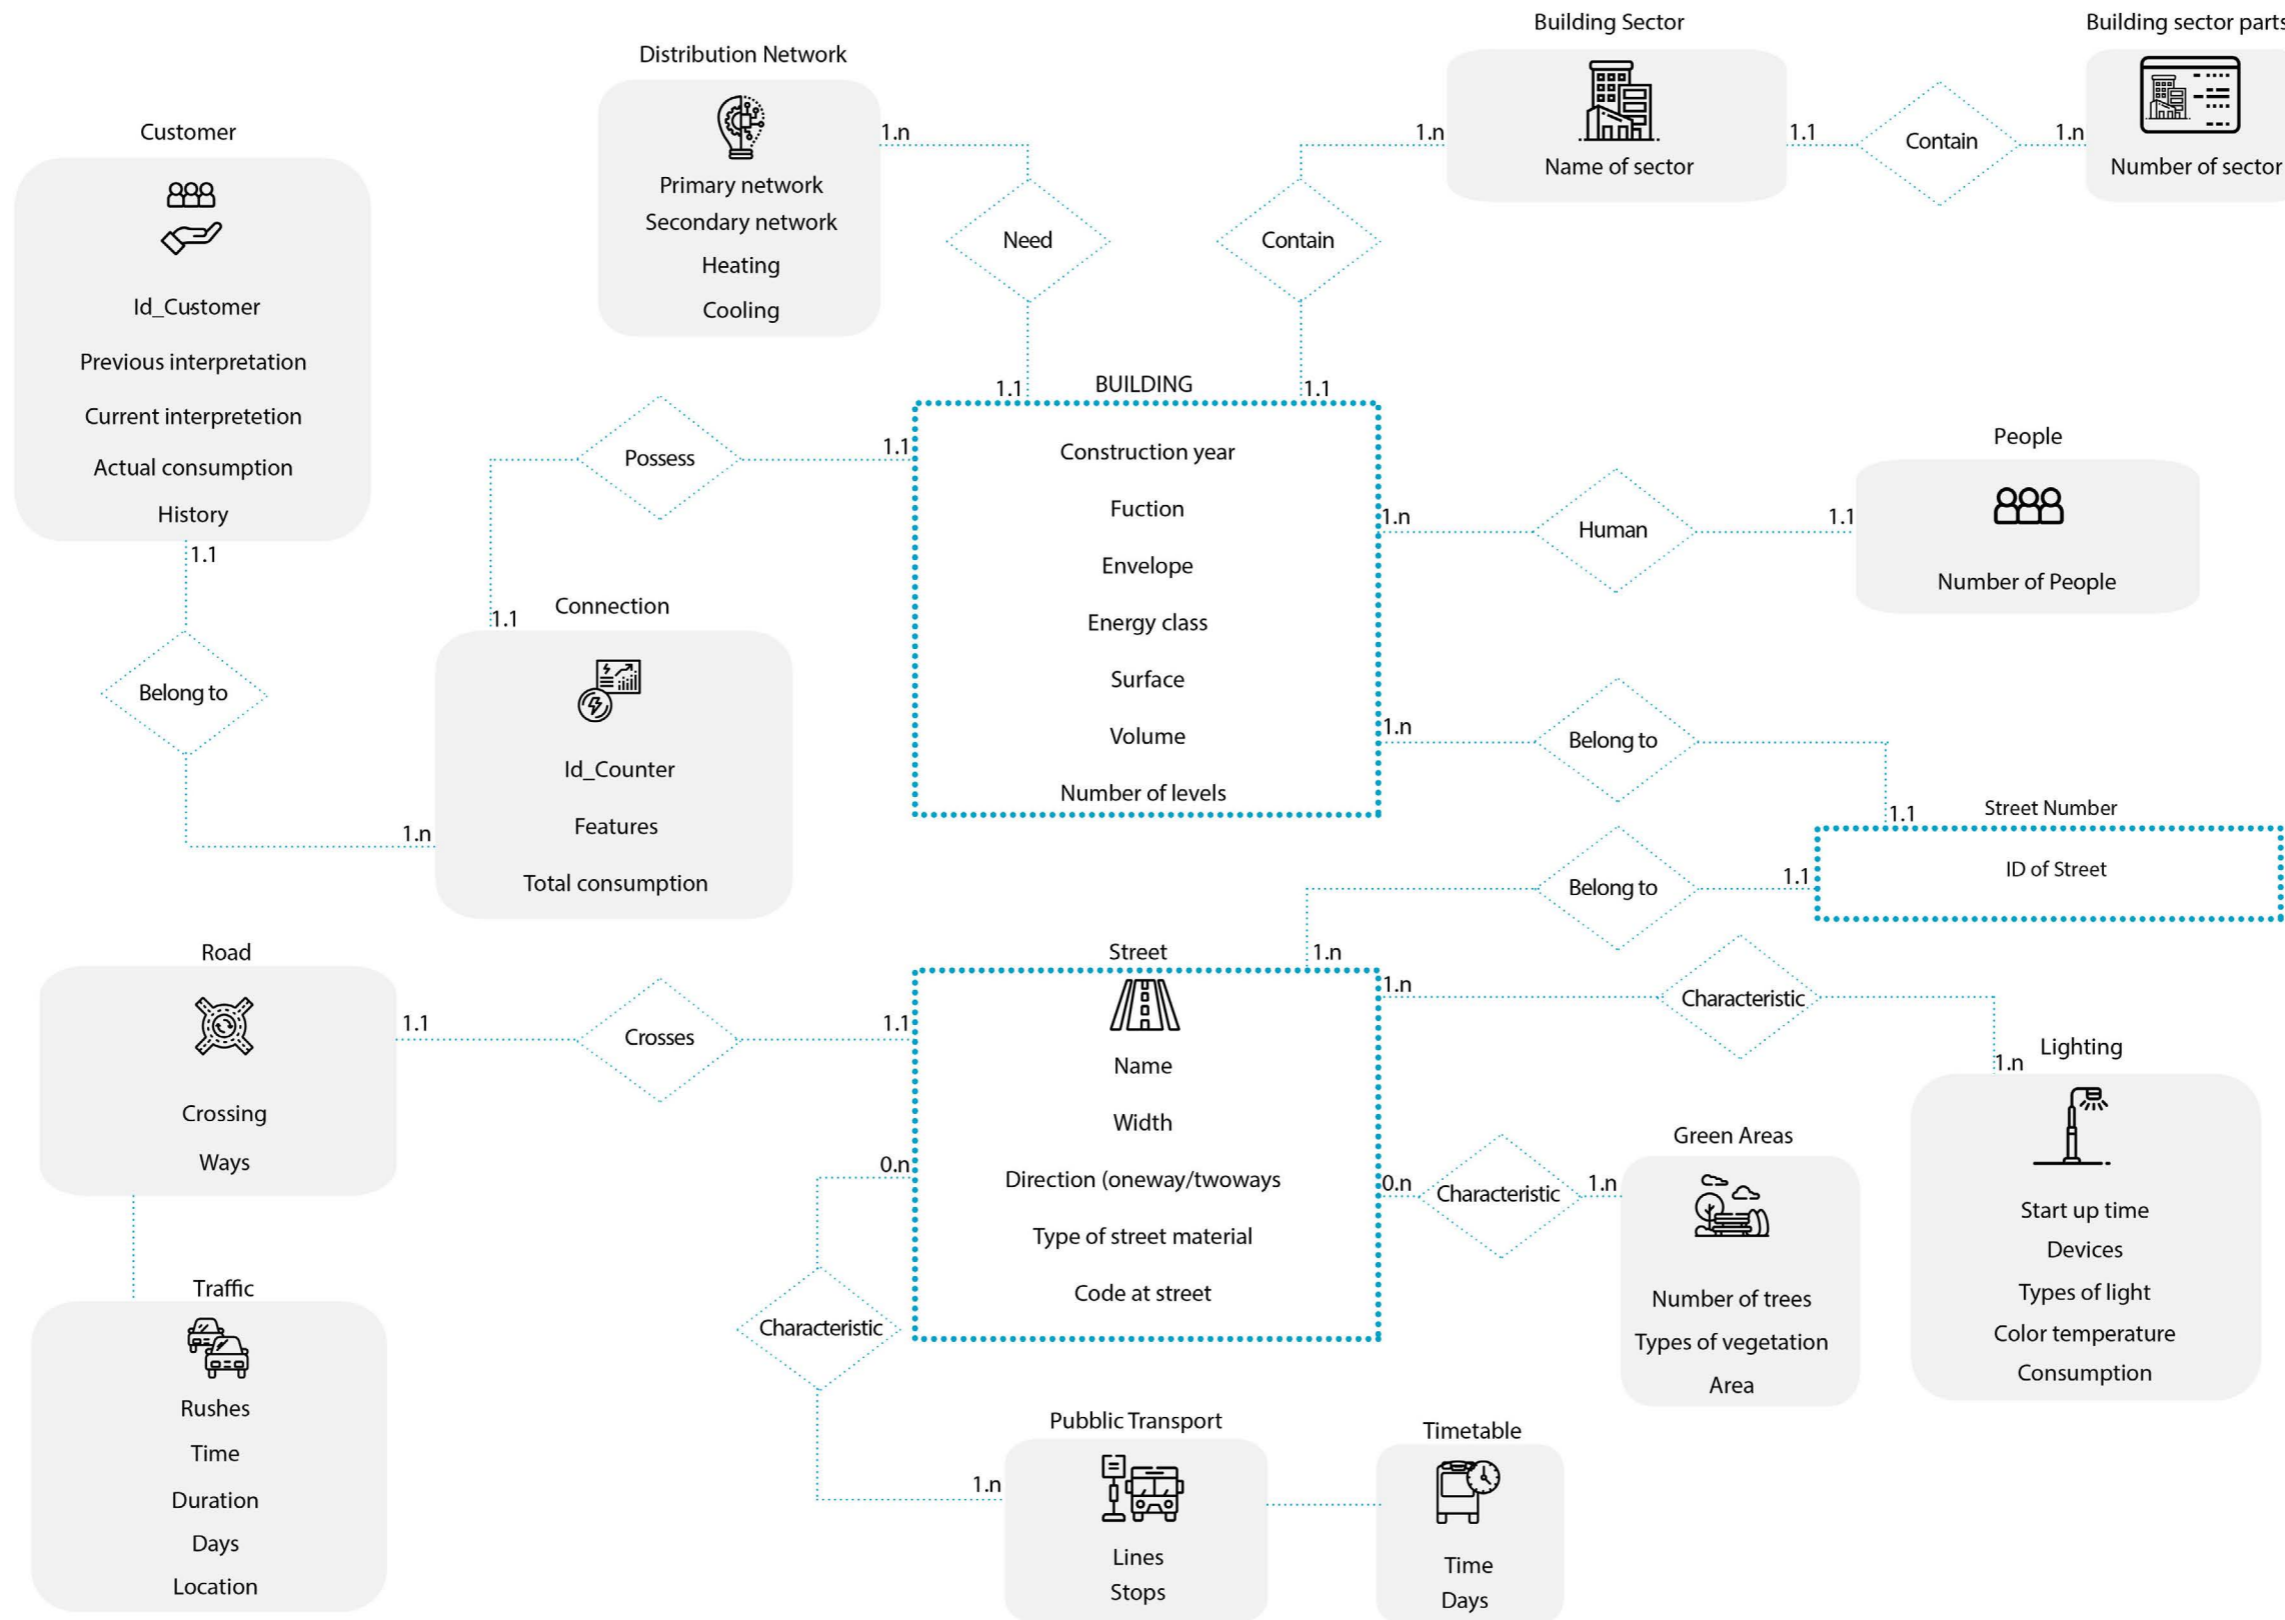 Building Sector
Building sector parts
Distribution Network
1.n
1.n
1.1
Contain
1.n
Name of sector
Number of sector
Customer
Primary network
Secondary network
Heating
Cooling
Need
Contain
Id_Customer
Previous interpretation
Current interpretetion
Actual consumption
History
1.1
1.1
BUILDING
1.1
Possess
1.1
Construction year
Fuction
Envelope
Energy class
Surface
Volume
Number of levels
People
1.n
Human
1.1
Number of People
1.1
Connection
Belong to
Id_Counter
Features
Total consumption
1.n
1.n
Belong to
1.1
Street Number
ID of Street
Belong to
1.1
1.n
Road
Crossing
Ways
1.1
Crosses
1.1
Street
Name
Width
Direction (oneway/twoways
Type of street material
Code at street
1.n
Characteristic
1.n
Lighting
Start up time
Devices
Types of light
Color temperature
Consumption
0.n
Characteristic
1.n
Green Areas
Number of trees
Types of vegetation
Area
0.n
Characteristic
1.n
Traffic
Rushes
Time
Duration
Days
Location
Pubblic Transport
Lines
Stops
Timetable
Time
Days